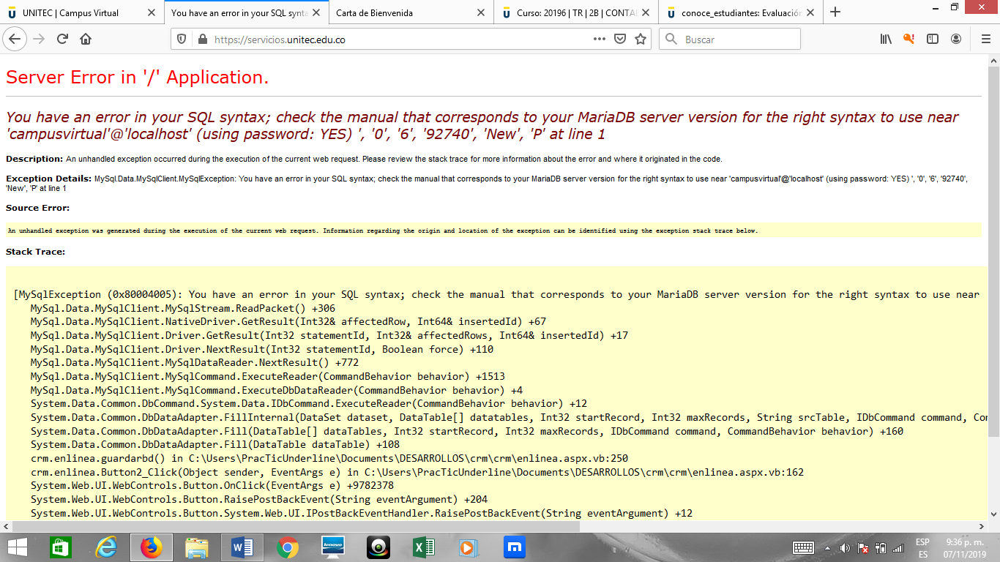 UNITEC | Campus Virtual
You have an error in your SQL synta
Carta de Bienvenida
Curso: 20196 | TR | 2B | CONTA
conoce_estudiantes: Evaluación
https://servicios.unitec.edu.co
Buscar
Server Error in '/' Application.
You have an error in your SQL syntax; check the manual that corresponds to your MariaDB server version for the right syntax to use near
'campusvirtual'@'localhost' (using password: YES) ', '0', '6', '92740', 'New', 'P' at line 1
Description: An unhandled exception occurred during the execution of the current web request. Please review the stack trace for more information about the error and where it originated in the code.
Exception Details: MySql.Data.MySqlClient.MySqlException: You have an error in your SQL syntax; check the manual that corresponds to your MariaDB server version for the right syntax to use near 'campusvirtual'@'localhost' (using password: YES) ', '0', '6', '92740',
'New', 'P' at line 1
Source Error:
An unhandled exception was generated during the execution of the current web request. Information regarding the origin and location of the exception can be identified using the exception stack trace below.
Stack Trace:
[MySqlException (0x80004005): You have an error in your SQL syntax; check the manual that corresponds to your MariaDB server version for the right syntax to use near
MySql.Data.MySqlClient.MySqlStream.ReadPacket() +306
MySql.Data.MySqlClient.NativeDriver.GetResult(Int32& affectedRow, Int64& insertedId) +67
MySql.Data.MySqlClient.Driver.GetResult(Int32 statementId, Int32& affectedRows, Int64& insertedId) +17
MySql.Data.MySqlClient.Driver.NextResult(Int32 statementId, Boolean force) +110
MySql.Data.MySqlClient.MySqlDataReader.NextResult() +772
MySql.Data.MySqlClient.MySqlCommand.ExecuteReader(CommandBehavior behavior) +1513
MySql.Data.MySqlClient.MySqlCommand.ExecuteDbDataReader(CommandBehavior behavior) +4
System.Data.Common.DbCommand.System.Data.IDbCommand.ExecuteReader(CommandBehavior behavior) +12
System.Data.Common.DbDataAdapter.FillInternal(DataSet dataset, DataTable[] datatables, Int32 startRecord, Int32 maxRecords, String srcTable, IDbCommand command, Com
System.Data.Common.DbDataAdapter.Fill(DataTable[] dataTables, Int32 startRecord, Int32 maxRecords, IDbCommand command, CommandBehavior behavior) +160
System.Data.Common.DbDataAdapter.Fill(DataTable dataTable) +108
crm.enlinea.guardarbd() in C:\Users\PracTicUnderline\Documents\DESARROLLOS\crm\crm\enlinea.aspx.vb:250
crm.enlinea.Button2_Click(Object sender, EventArgs e) in C:\Users\PracTicUnderline\Documents\DESARROLLOS\crm\crm\enlinea.aspx.vb:162
System.Web.UI.WebControls.Button.OnClick(EventArgs e) +9782378
System.Web.UI.WebControls.Button.RaisePostBackEvent(String eventArgument) +204
System.Web.UI.WebControls.Button.System.Web.UI.IPostBackEventHandler.RaisePostBackEvent(String eventArgument) +12
lenovo
ESP
ES
9:36 p. m.
07/11/2019